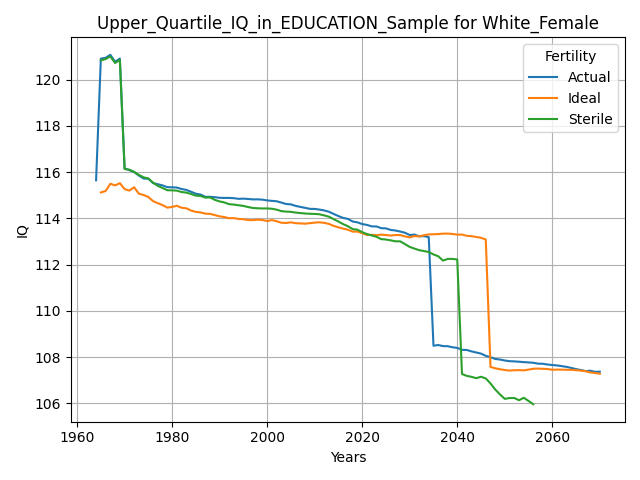 Upper_Quartile_IQ_in_EDUCATION_Sample for White_Female
Fertility
Actual
Ideal
Sterile
IQ
120
118
116
114
112
110
108
106
1960
1980
2000
2020
2040
2060
Years